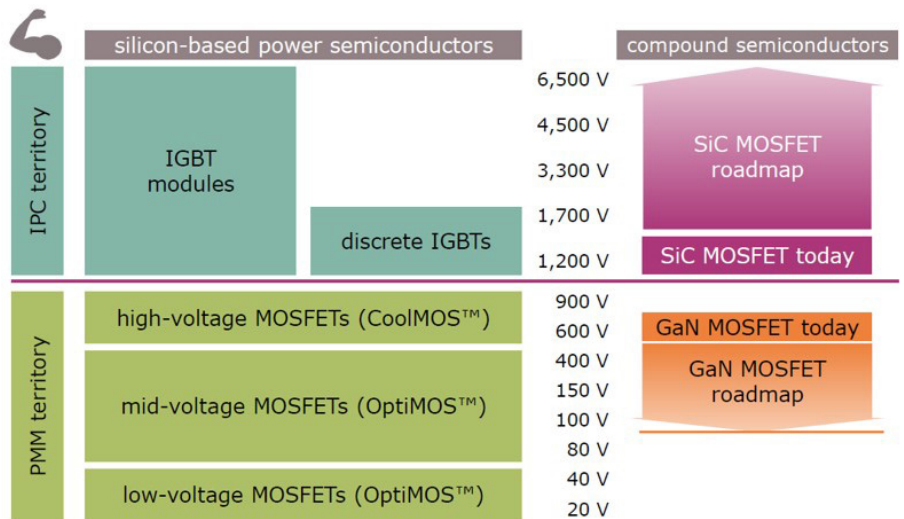 silicon-based power semiconductors
compound semiconductors
IPC territory
IGBT
modules
discrete IGBTs
6,500 V
4,500 V
3,300 V
1,700 V
1,200 V
SiC MOSFET
roadmap
SiC MOSFET today
PMM territory
high-voltage MOSFETs (CoolMOS™)
mid-voltage MOSFETs (OptiMOS™)
low-voltage MOSFETs (OptiMOS™)
900 V
600 V
400 V
150 V
100 V
80 V
40 V
20 V
GaN MOSFET today
GaN MOSFET
roadmap